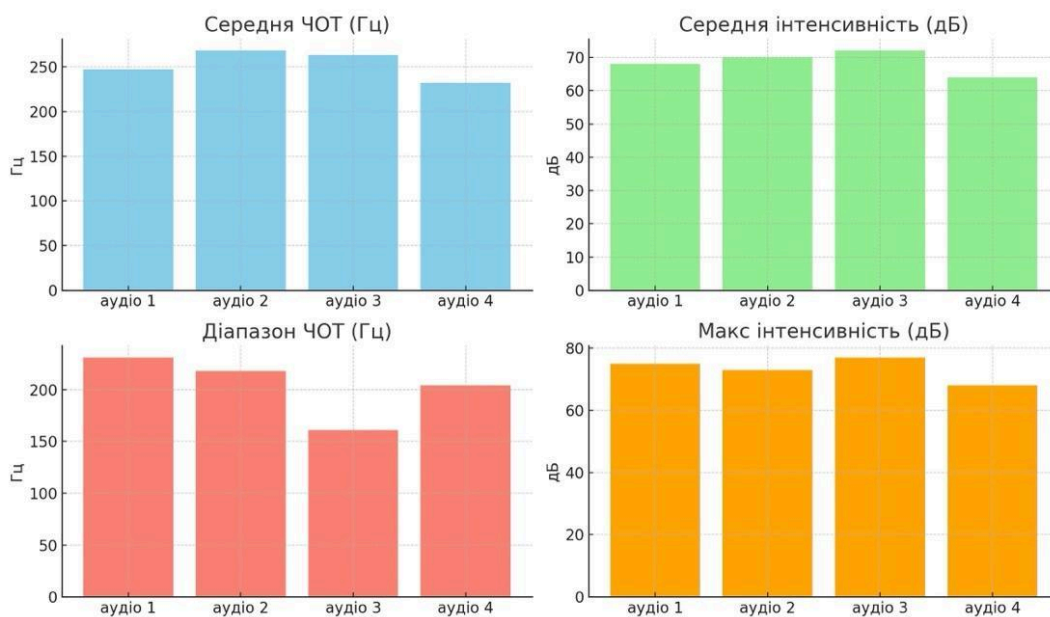 Середня ЧОТ (Гц)
Гц
250
200
150
100
50
0
аудіо 1 аудіо 2 аудіо 3 аудіо 4
Середня інтенсивність (дБ)
дБ
70
60
50
40
30
20
10
0
аудіо 1 аудіо 2 аудіо 3 аудіо 4
Діапазон ЧОТ (Гц)
Гц
200
150
100
50
0
аудіо 1 аудіо 2 аудіо 3 аудіо 4
Макс інтенсивність (дБ)
дБ
80
60
40
20
0
аудіо 1 аудіо 2 аудіо 3 аудіо 4